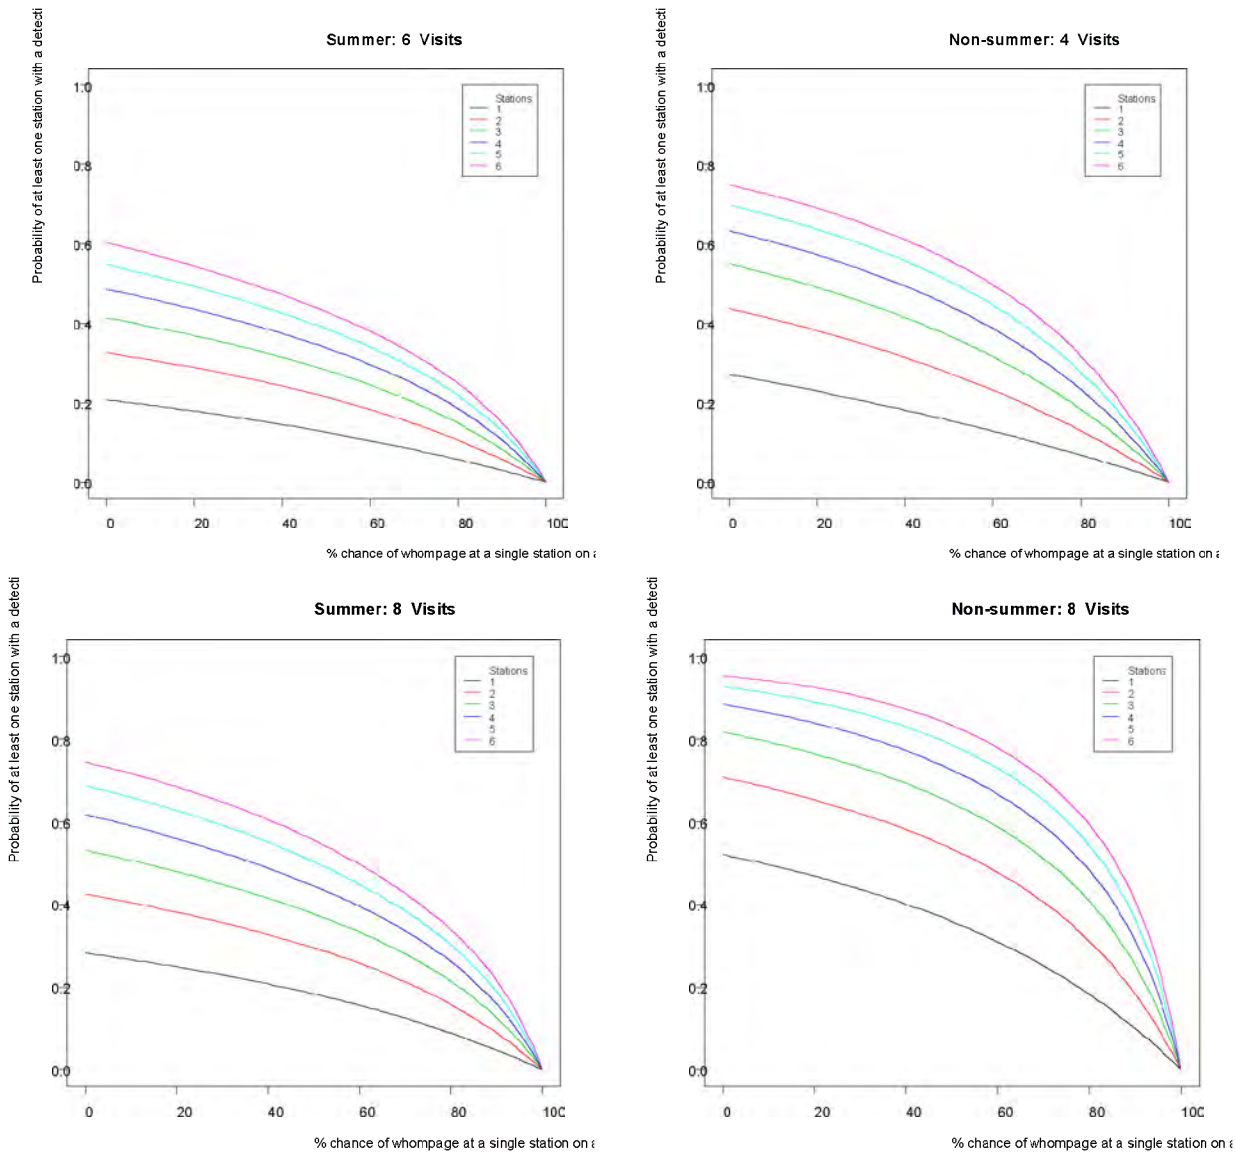 Summer: 6 Visits
Probability of at least one station with a detecti
1.0
0.8
0.6
0.4
0.2
0.0
Stations
1
2
3
4
5
6
0 20 40 60 80 100
% chance of whompage at a single station on a
Non-summer: 4 Visits
Probability of at least one station with a detecti
1.0
0.8
0.6
0.4
0.2
0.0
Stations
1
2
3
4
5
6
0 20 40 60 80 100
% chance of whompage at a single station on a
Summer: 8 Visits
Probability of at least one station with a detecti
1.0
0.8
0.6
0.4
0.2
0.0
Stations
1
2
3
4
5
6
0 20 40 60 80 100
% chance of whompage at a single station on a
Non-summer: 8 Visits
Probability of at least one station with a detecti
1.0
0.8
0.6
0.4
0.2
0.0
Stations
1
2
3
4
5
6
0 20 40 60 80 100
% chance of whompage at a single station on a